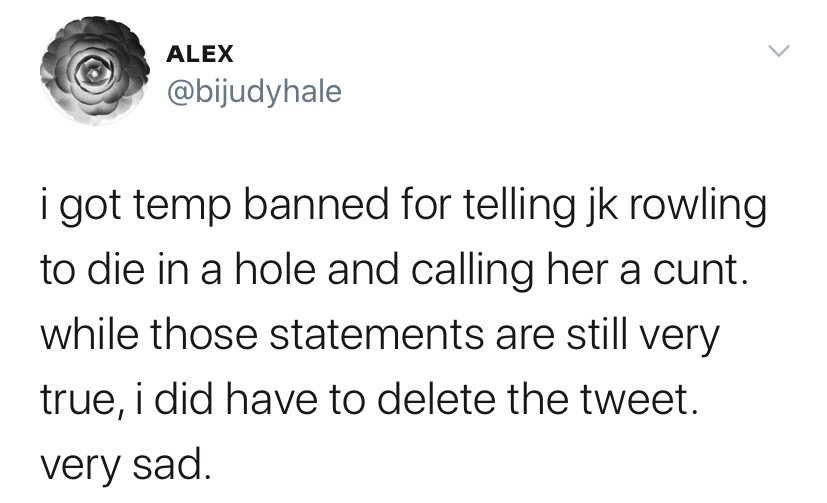 ALEX
@bijudyhale
i got temp banned for telling jk rowling
to die in a hole and calling her a cunt.
while those statements are still very
true, i did have to delete the tweet.
very sad.